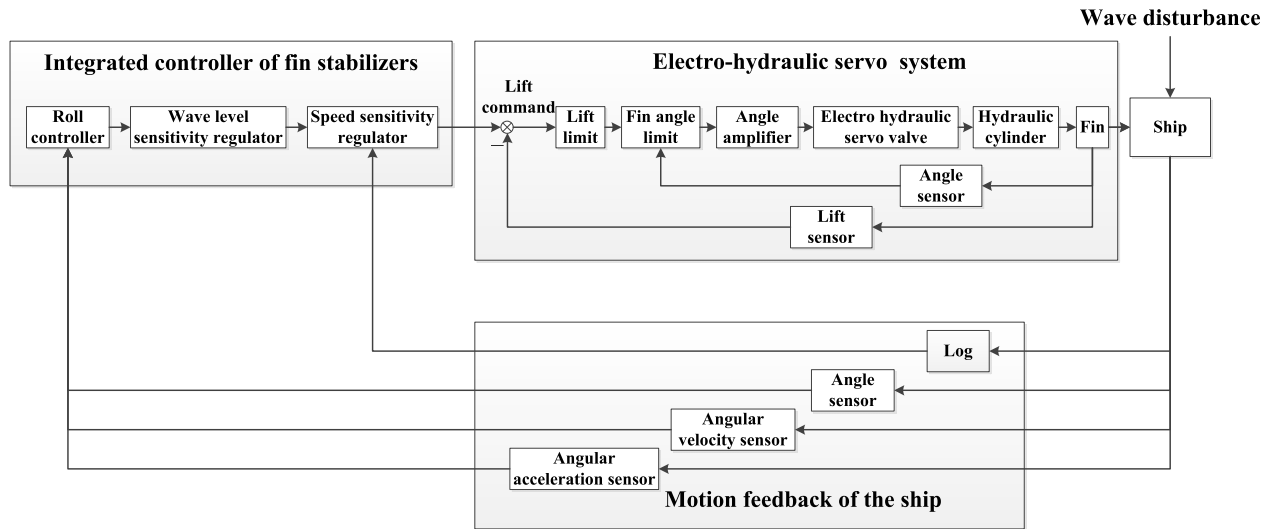 Wave disturbance
Integrated controller of fin stabilizers
Electro-hydraulic servo system
Roll
controller
Wave level
sensitivity regulator
Speed sensitivity
regulator
Lift
command
Lift
limit
Fin angle
limit
Angle
amplifier
Electro hydraulic
servo valve
Hydraulic
cylinder
Fin
Ship
Angle
sensor
Lift
sensor
Log
Angle
sensor
Angular
velocity sensor
Angular
acceleration sensor
Motion feedback of the ship